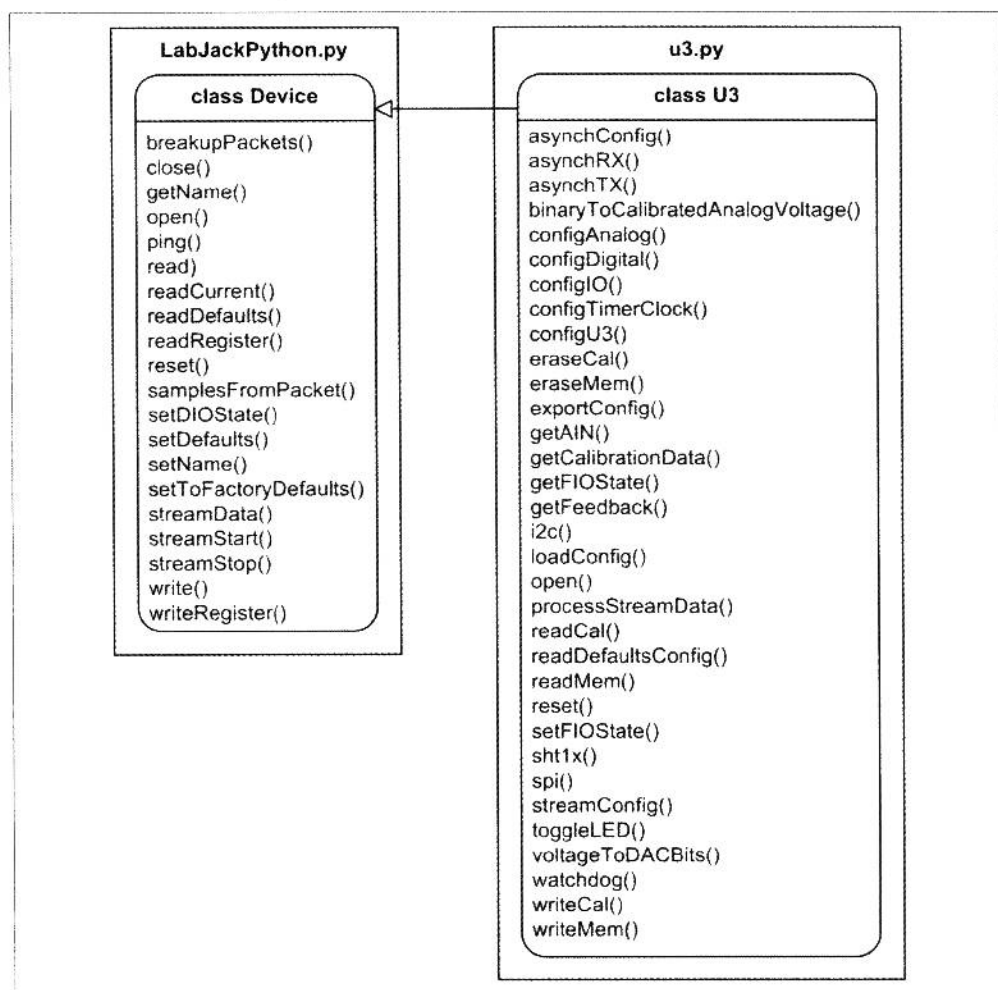 LabJackPython.py
class Device
breakupPackets()
close()
getName()
open()
ping()
read)
readCurrent()
readDefaults()
readRegister()
reset()
samplesFromPacket()
setDIOState()
setDefaults()
setName()
setToFactoryDefaults()
streamData()
streamStart()
streamStop()
write()
writeRegister()
u3.py
class U3
asynchConfig()
asynchRX()
asynchTX()
binaryToCalibratedAnalogVoltage()
configAnalog()
configDigital()
configIO()
configTimerClock()
configU3()
eraseCal()
eraseMem()
exportConfig()
getAIN()
getCalibrationData()
getFIOState()
getFeedback()
i2c()
loadConfig()
open()
processStreamData()
readCal()
readDefaultsConfig()
readMem()
reset()
setFIOState()
sht1x()
spi()
streamConfig()
toggleLED()
voltageToDACBits()
watchdog()
writeCal()
writeMem()